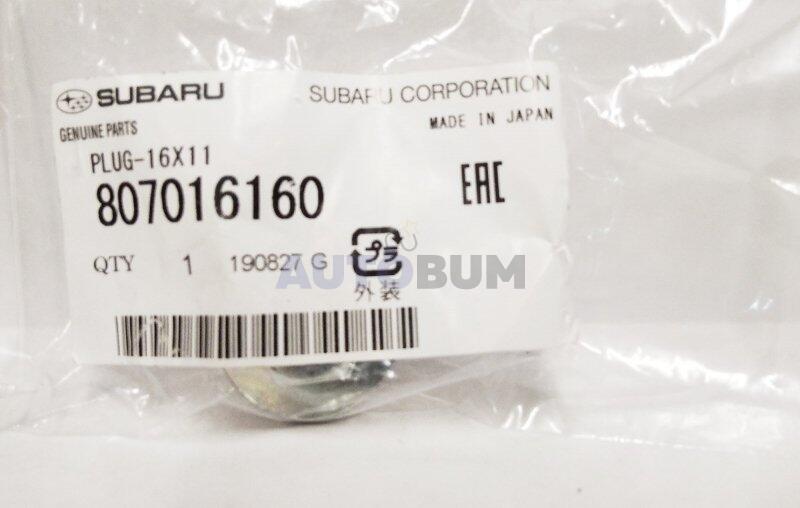 SUBARU
SUBARU CORPORATION
GENUINE PARTS
MADE IN JAPAN
PLUG-16X11
807016160
EAC
QTY 1 190827 G
プラ
AUTOBUM
外装